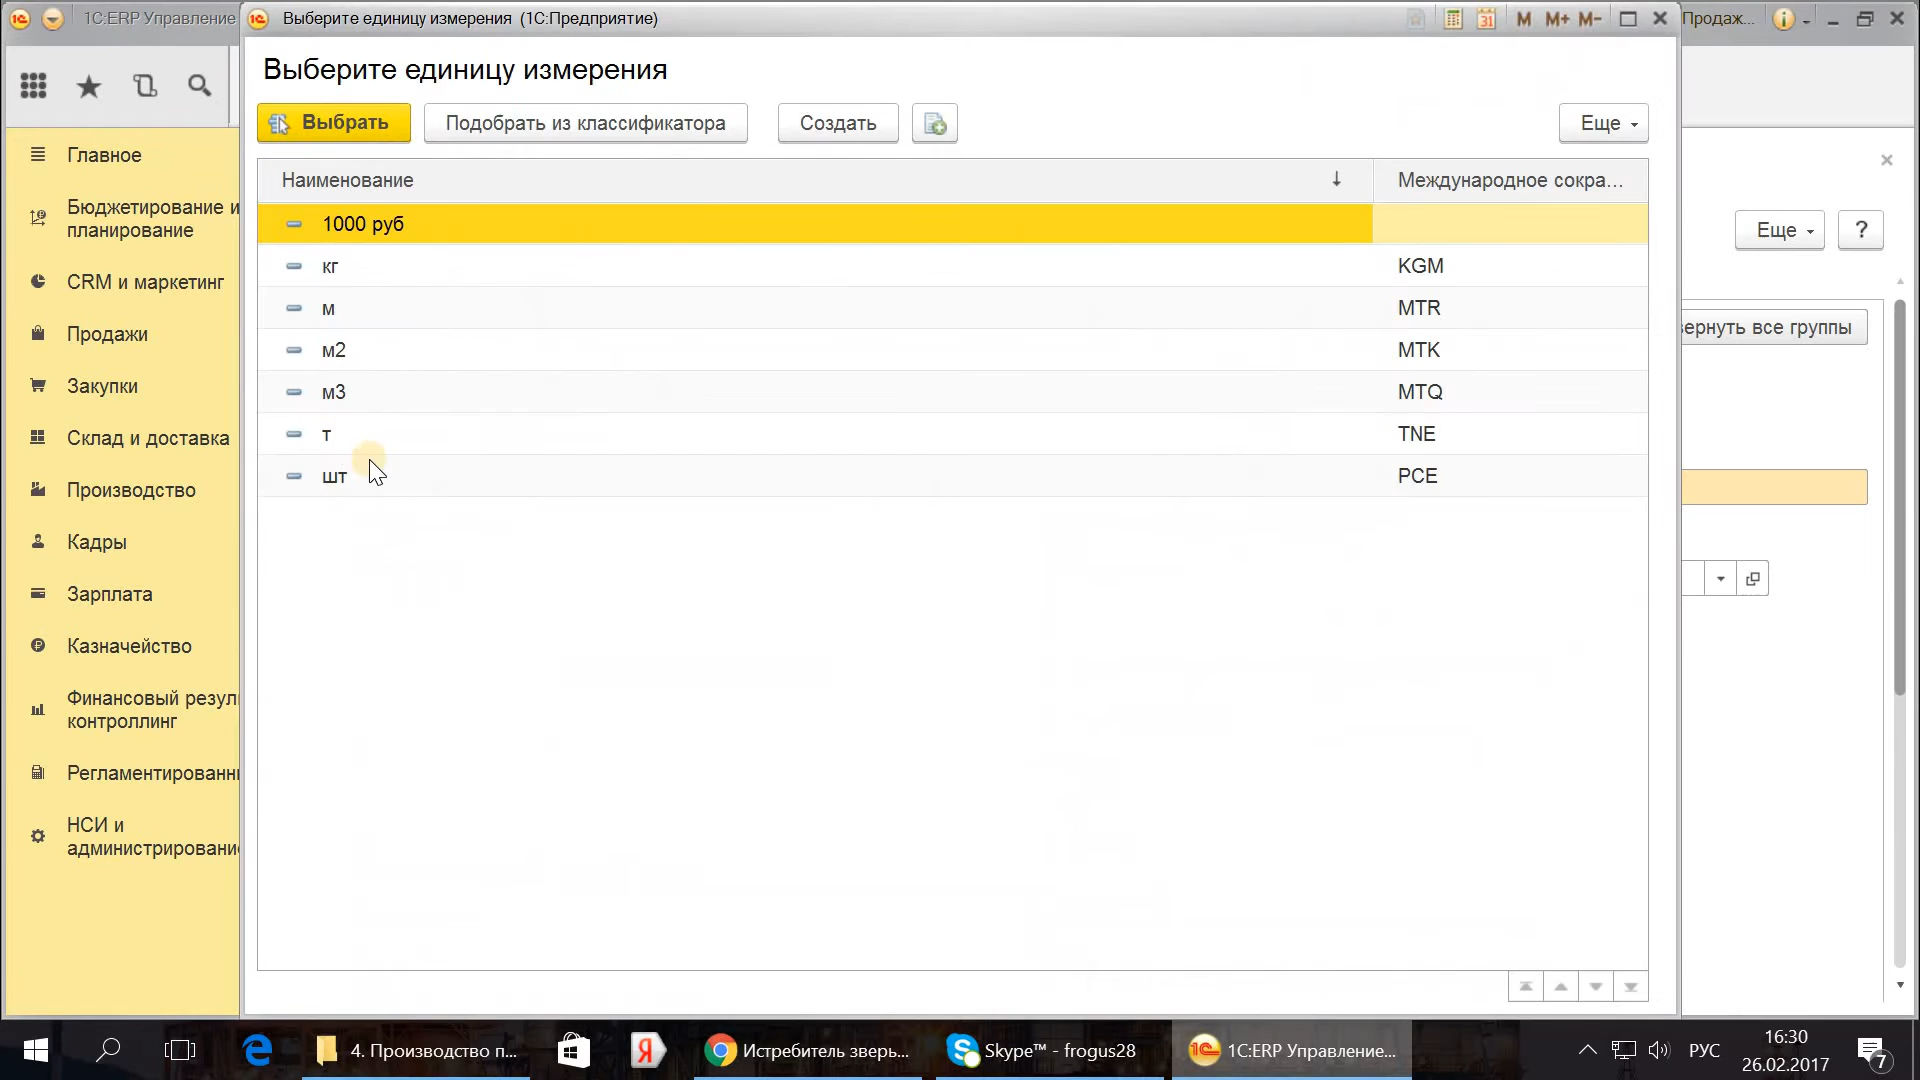 1С:ERP Управление
Выберите единицу измерения (1С:Предприятие)
M M+ M-
Продаж...
Выберите единицу измерения
Выбрать
Подобрать из классификатора
Создать
Еще
Наименование
Международное сокра...
1000 руб
кг KGM
м MTR
м2 MTK
м3 MTQ
т TNE
шт PCE
Главное
Бюджетирование и
планирование
CRM и маркетинг
Продажи
Закупки
Склад и доставка
Производство
Кадры
Зарплата
Казначейство
Финансовый резул
контроллинг
Регламентированн
НСИ и
администрировани
Еще
?
ернуть все группы
4. Производство п...
Истребитель зверь...
Skype™ - frogus28
1С:ERP Управление...
РУС
16:30
26.02.2017
7